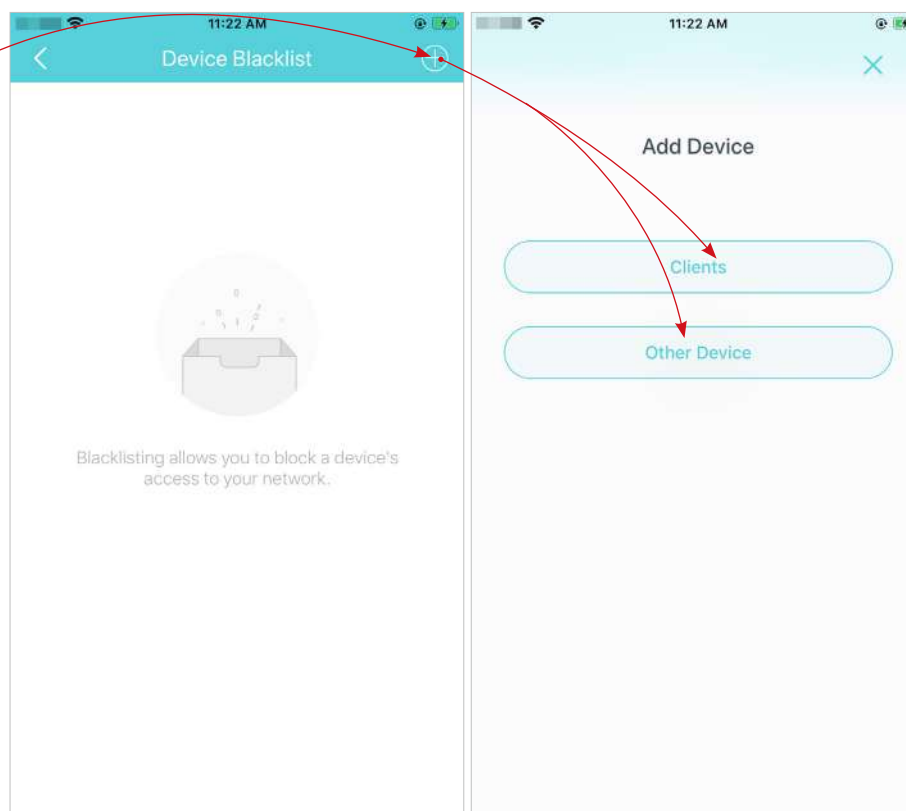 11:22 AM
Device Blacklist
Blacklisting allows you to block a device's
access to your network.
11:22 AM
Add Device
Clients
Other Device